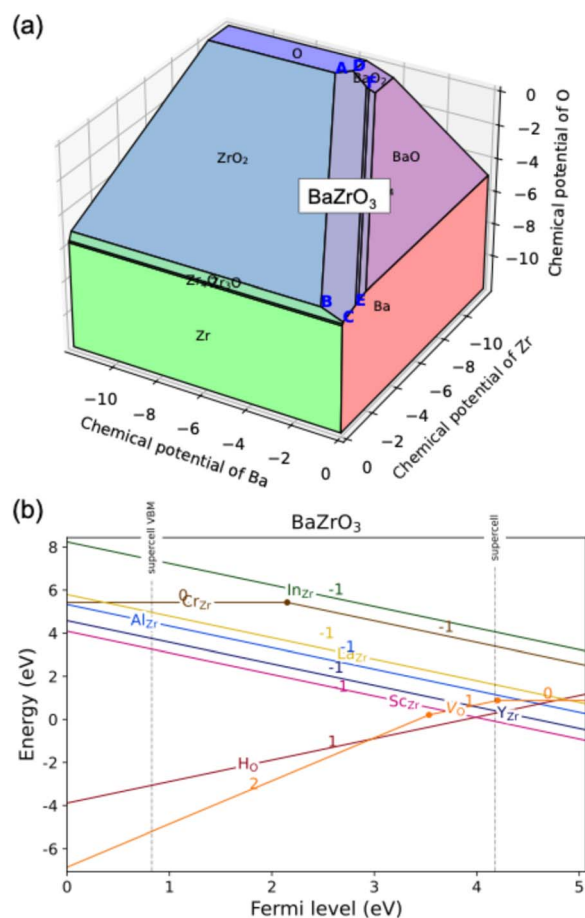 (a)
O
A
D
BaO₂
F
ZrO₂
BaO
BaZrO₃
B
E
C
Ba
Zr₃O
Zr
0
−2
−4
−6
−8
−10
Chemical potential of O
−10
−8
−6
−4
−2
0
Chemical potential of Ba
0
−2
−4
−6
−8
−10
Chemical potential of Zr
(b)
BaZrO₃
supercell VBM
supercell
8
6
4
2
0
−2
−4
−6
Energy (eV)
In_Zr
-1
0
Cr_Zr
-1
Al_Zr
-1
-1
La_Zr
-1
1
Sc_Zr
V_O
1
0
Y_Zr
H_O
1
2
0
1
2
3
4
5
Fermi level (eV)